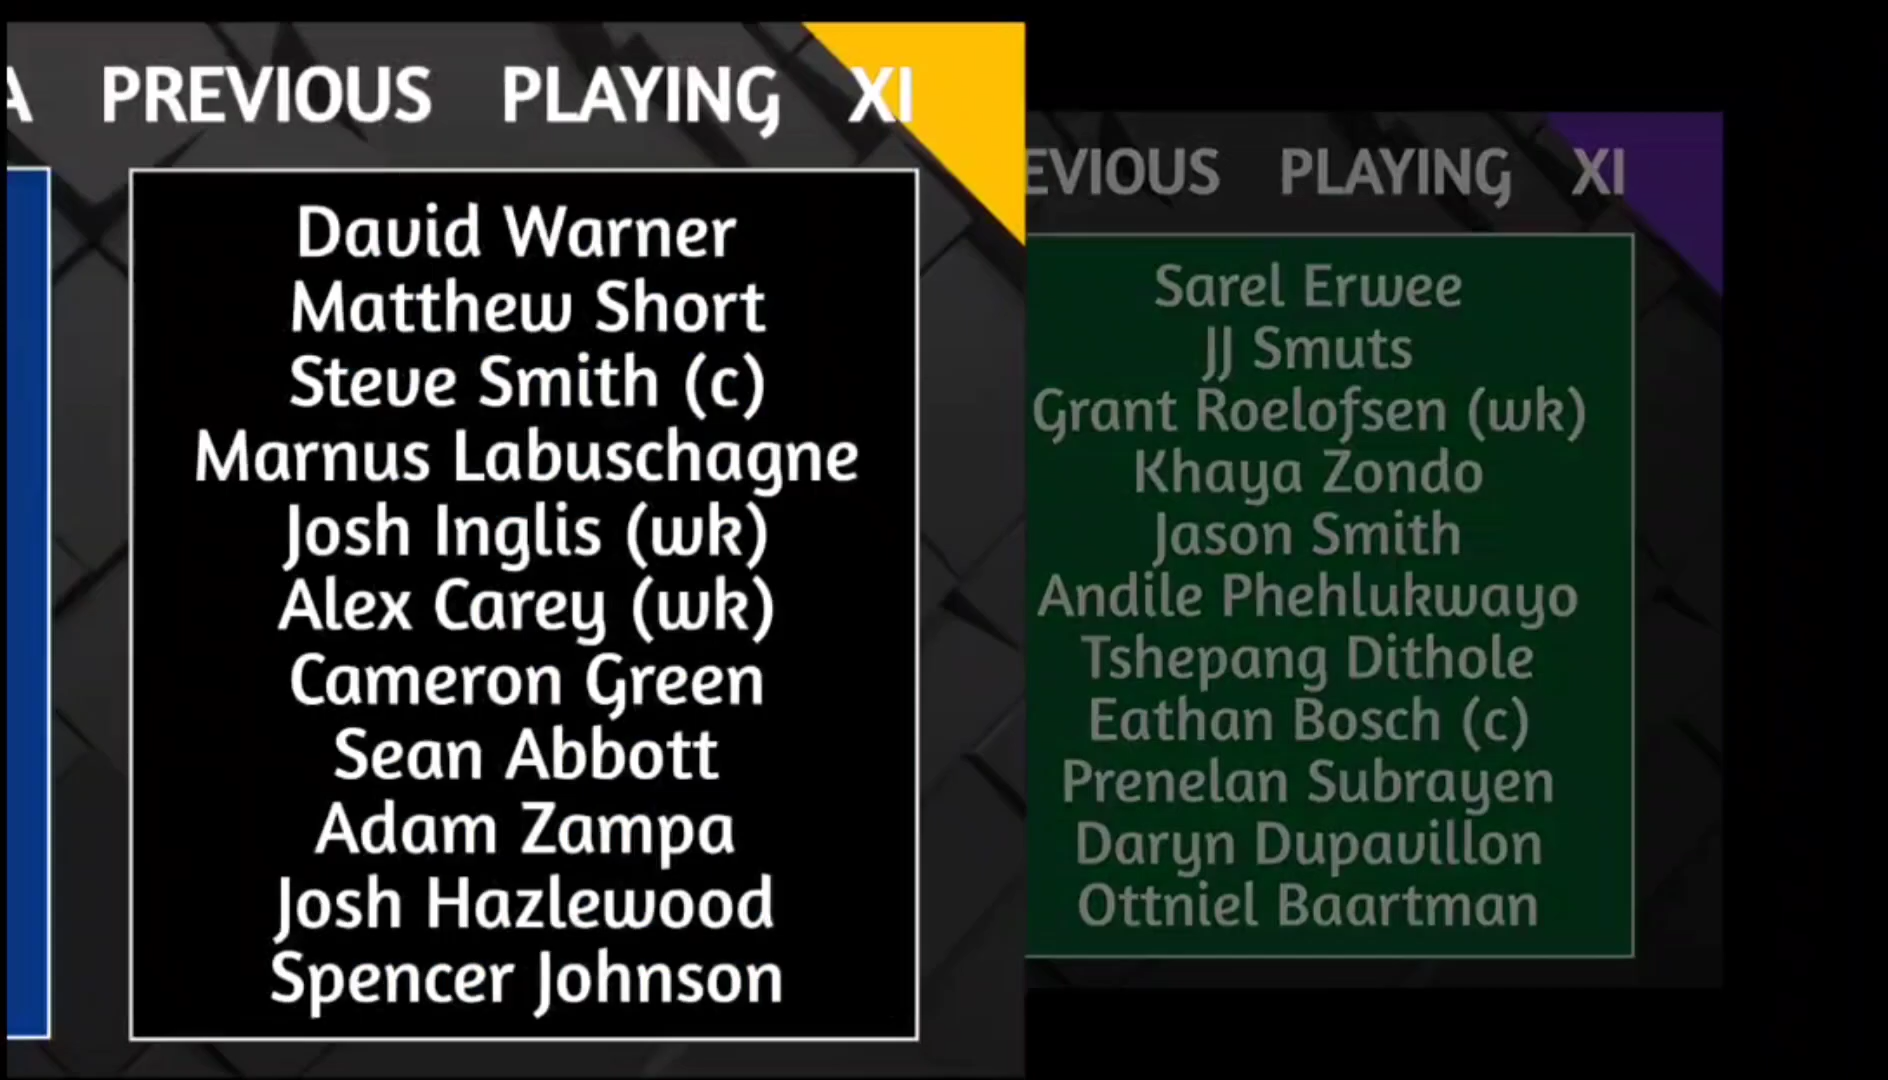 A PREVIOUS PLAYING XI
David Warner
Matthew Short
Steve Smith (c)
Marnus Labuschagne
Josh Inglis (wk)
Alex Carey (wk)
Cameron Green
Sean Abbott
Adam Zampa
Josh Hazlewood
Spencer Johnson
EVIOUS PLAYING XI
Sarel Erwee
JJ Smuts
Grant Roelofsen (wk)
Khaya Zondo
Jason Smith
Andile Phehlukwayo
Tshepang Dithole
Eathan Bosch (c)
Prenelan Subrayen
Daryn Dupavillon
Ottniel Baartman